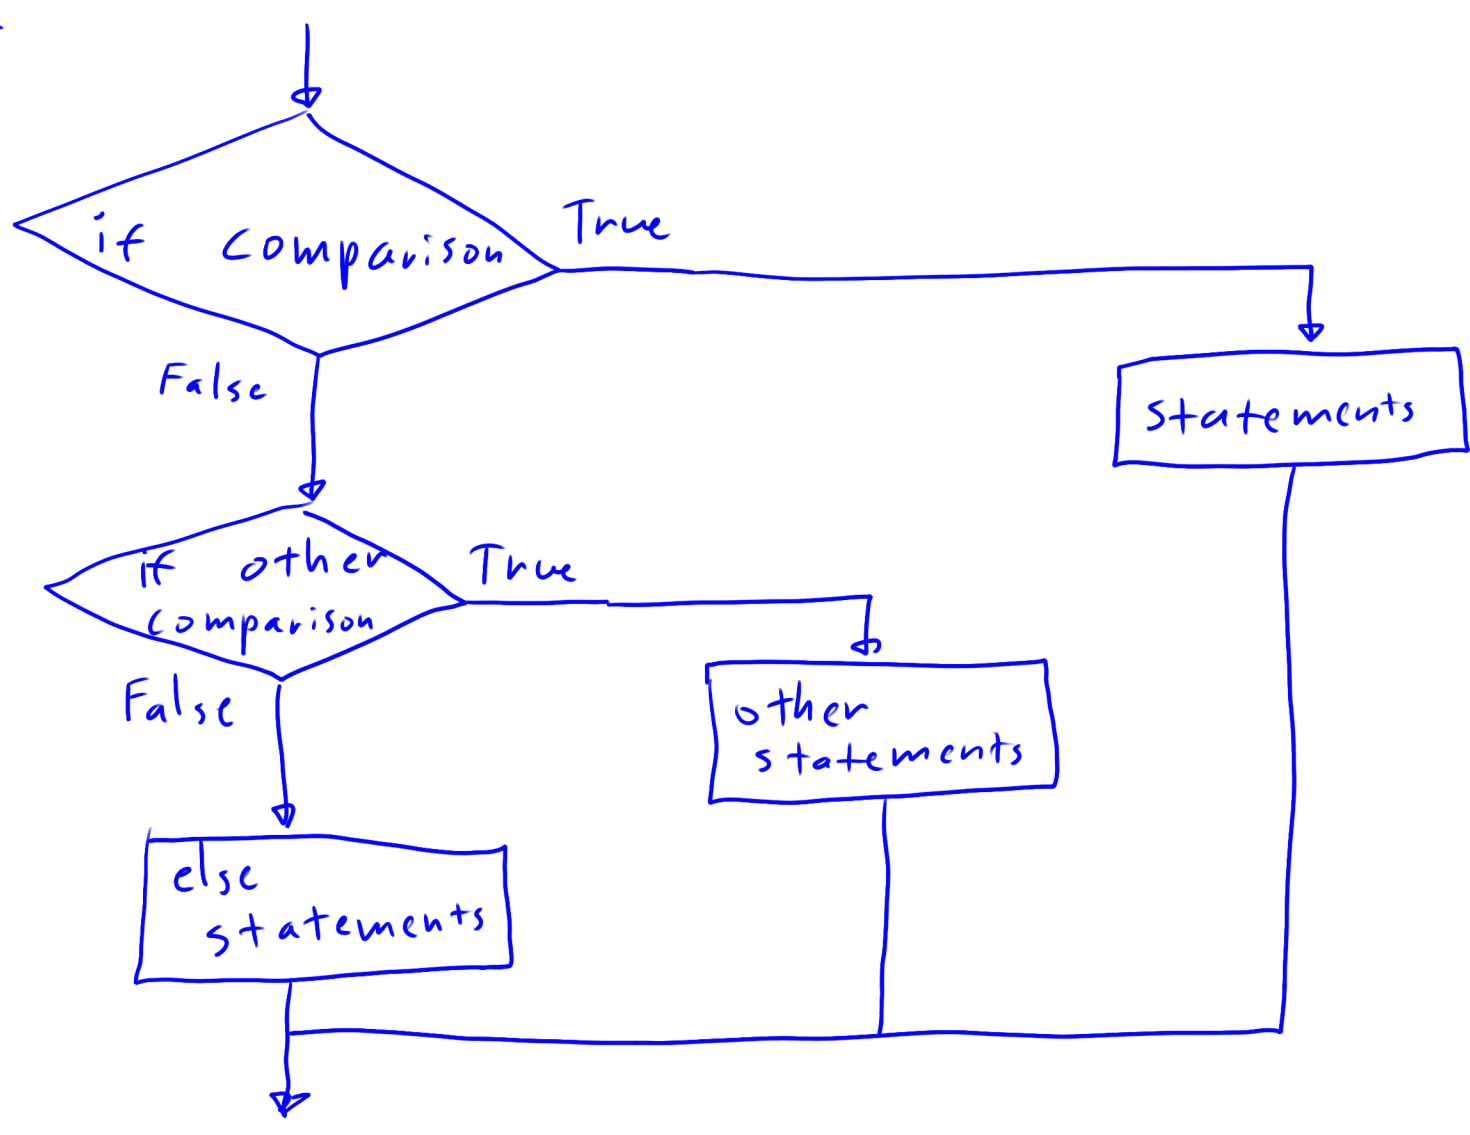 if comparison
True
False
statements
if other
comparison
True
False
other
statements
else
statements